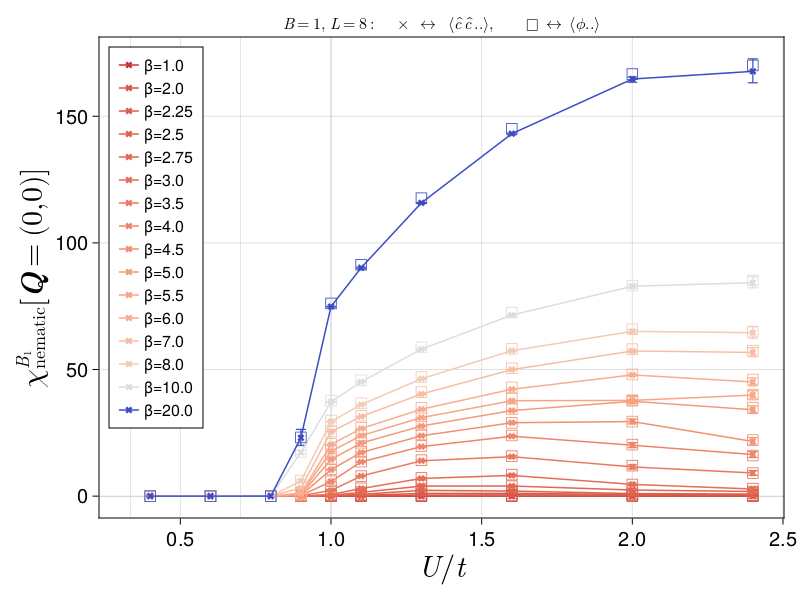 B = 1, L = 8 :   × ↔ ⟨ĉ ĉ ..⟩,   □ ↔ ⟨ϕ..⟩
β=1.0
β=2.0
β=2.25
β=2.5
β=2.75
β=3.0
β=3.5
β=4.0
β=4.5
β=5.0
β=5.5
β=6.0
β=7.0
β=8.0
β=10.0
β=20.0
150
100
50
0
χ^{B₁}_{nematic}[Q = (0,0)]
0.5 1.0 1.5 2.0 2.5
U/t